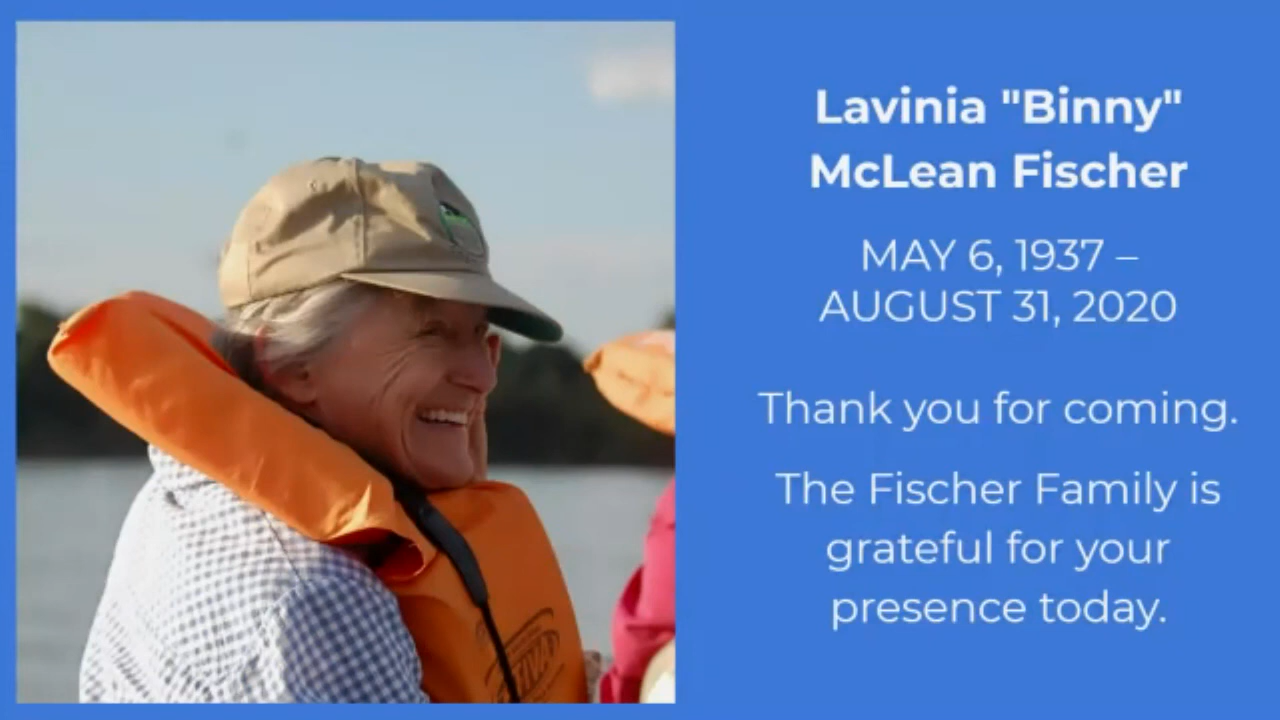 Lavinia "Binny"
McLean Fischer
MAY 6, 1937 –
AUGUST 31, 2020
Thank you for coming.
The Fischer Family is
grateful for your
presence today.